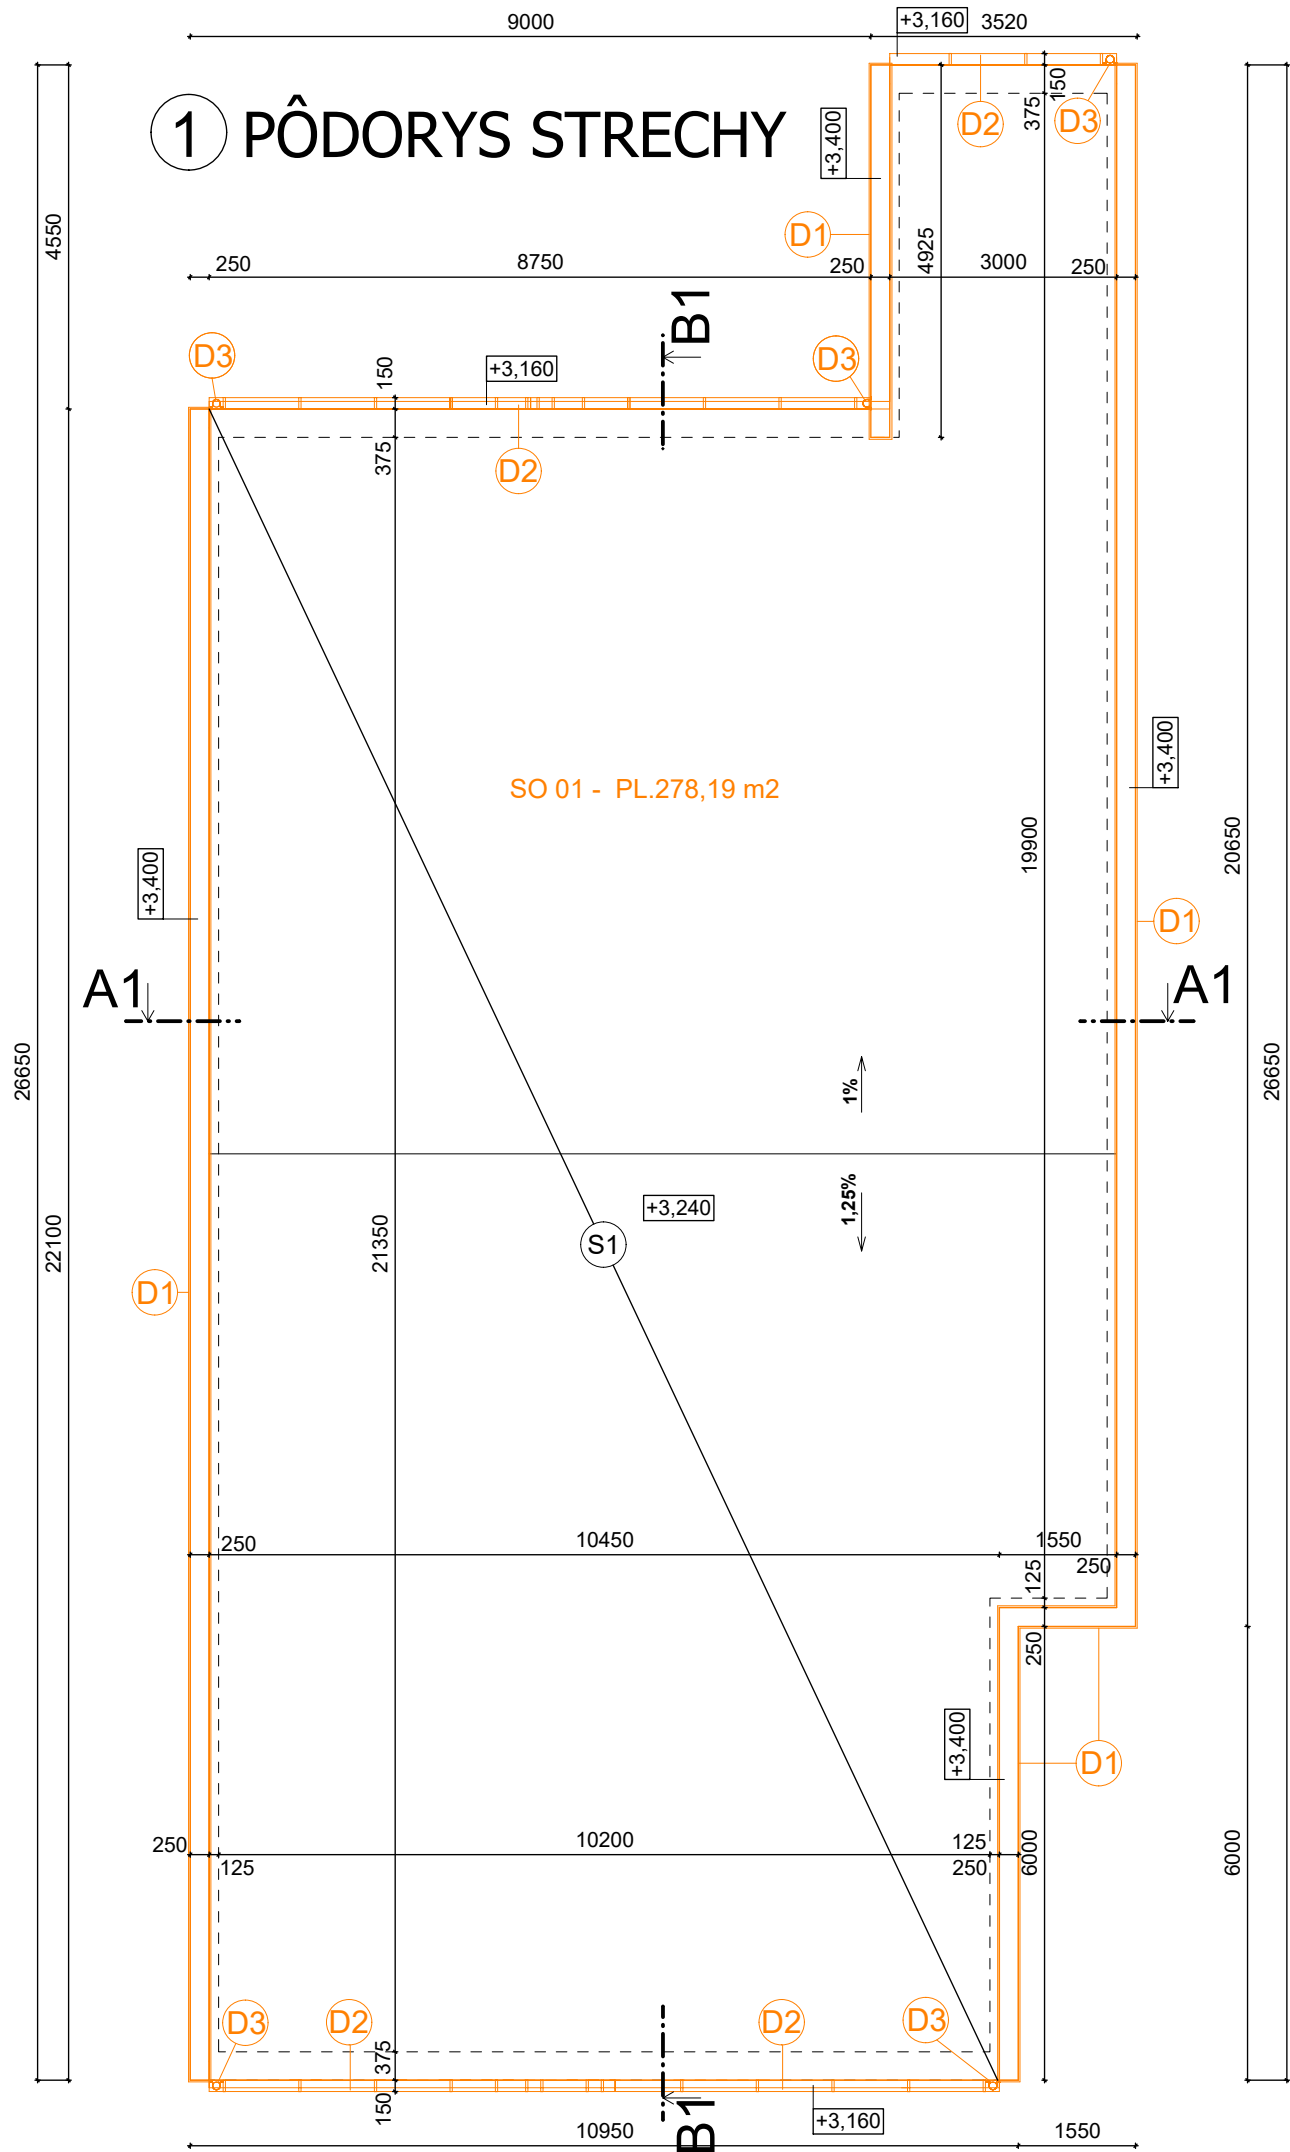 9000
+3,160
3520
1 PÔDORYS STRECHY
D2
D3
150
375
+3,400
4550
D1
4925
250
8750
250
3000
250
B1
D3
D3
150
+3,160
375
D2
SO 01 - PL.278,19 m2
+3,400
19900
20650
+3,400
D1
A1
A1
26650
26650
1%
1,25%
+3,240
S1
22100
21350
D1
250
10450
1550
250
125
250
+3,400
D1
250
10200
125
125
250
6000
6000
D3
D2
D2
D3
375
150
+3,160
B1
10950
1550